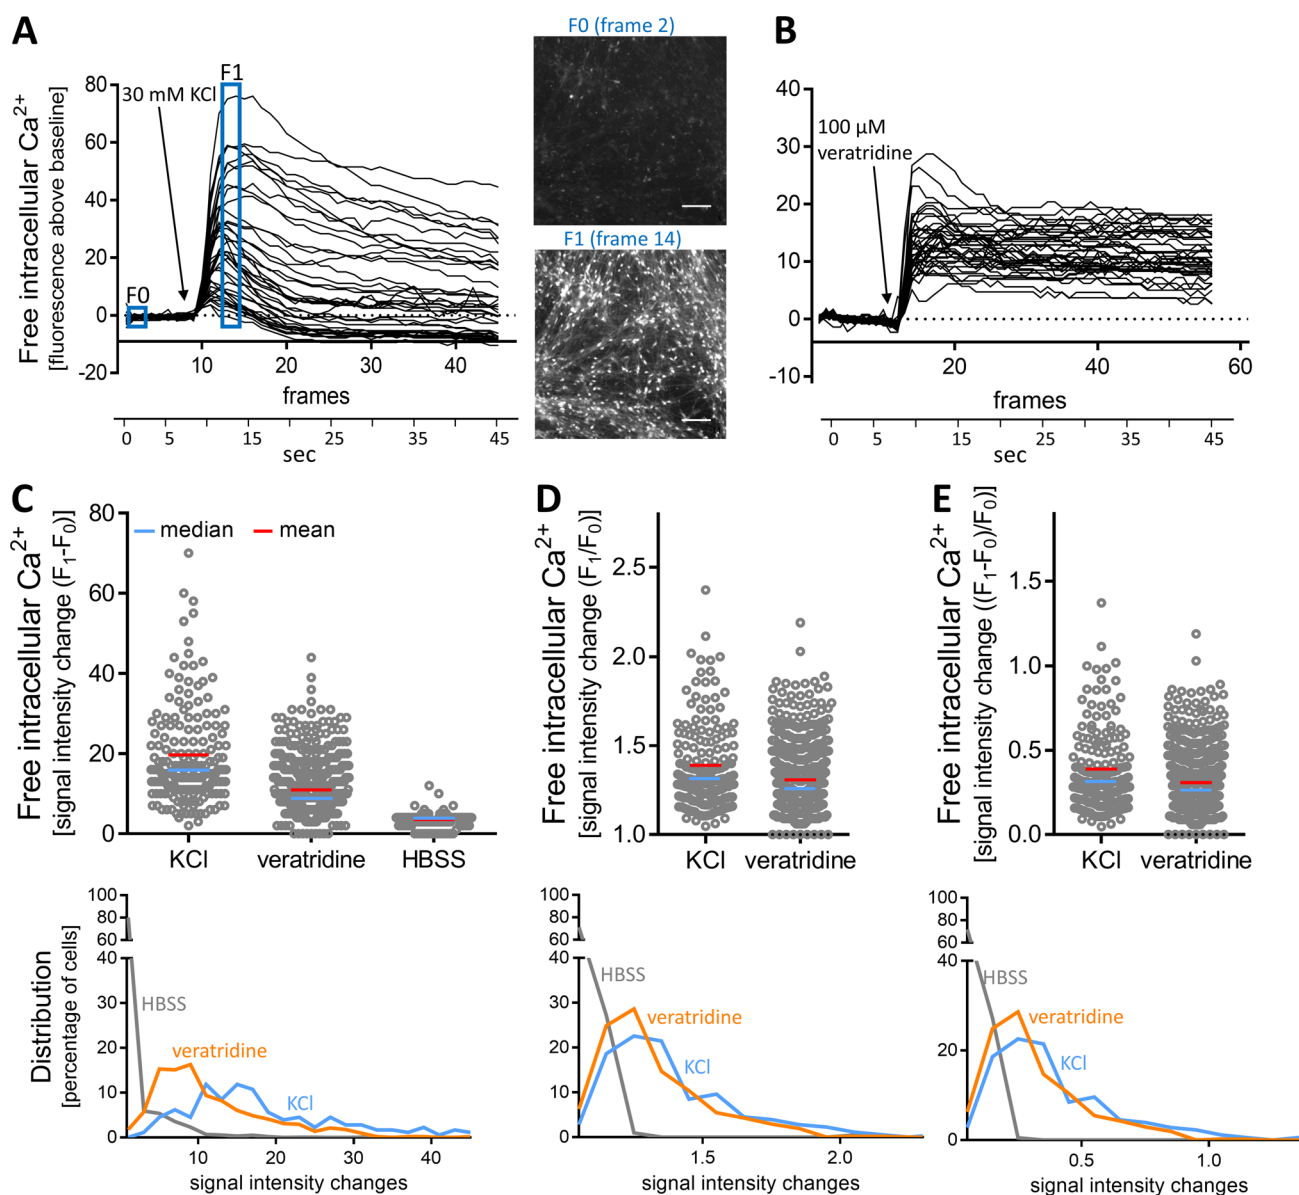 A
F0 (frame 2)
B
Free intracellular Ca2+
[fluorescence above baseline]
80
60
40
20
0
-20
30 mM KCl
F1
F0
10
20
30
40
frames
0
5
15
25
35
45
sec
F1 (frame 14)
40
30
20
10
0
-10
100 µM
veratridine
20
40
60
frames
0
5
15
25
35
45
sec
C
Free intracellular Ca2+
[signal intensity change (F1-F0)]
80
60
40
20
0
median
mean
KCl
veratridine
HBSS
D
Free intracellular Ca2+
[signal intensity change (F1/F0)]
2.5
2.0
1.5
1.0
KCl
veratridine
E
Free intracellular Ca2+
[signal intensity change ((F1-F0)/F0)]
1.5
1.0
0.5
0.0
KCl
veratridine
Distribution
[percentage of cells]
100
80
60
40
30
20
10
0
HBSS
veratridine
KCl
0
10
20
30
40
signal intensity changes
100
80
60
40
30
20
10
0
HBSS
veratridine
KCl
1.5
2.0
signal intensity changes
100
80
60
40
20
0
HBSS
veratridine
KCl
0.5
1.0
signal intensity changes